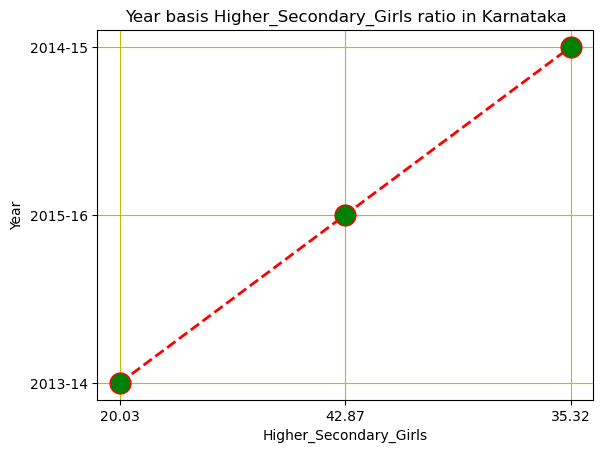 Year basis Higher_Secondary_Girls ratio in Karnataka
2014-15
2015-16
2013-14
Year
20.03 42.87 35.32
Higher_Secondary_Girls